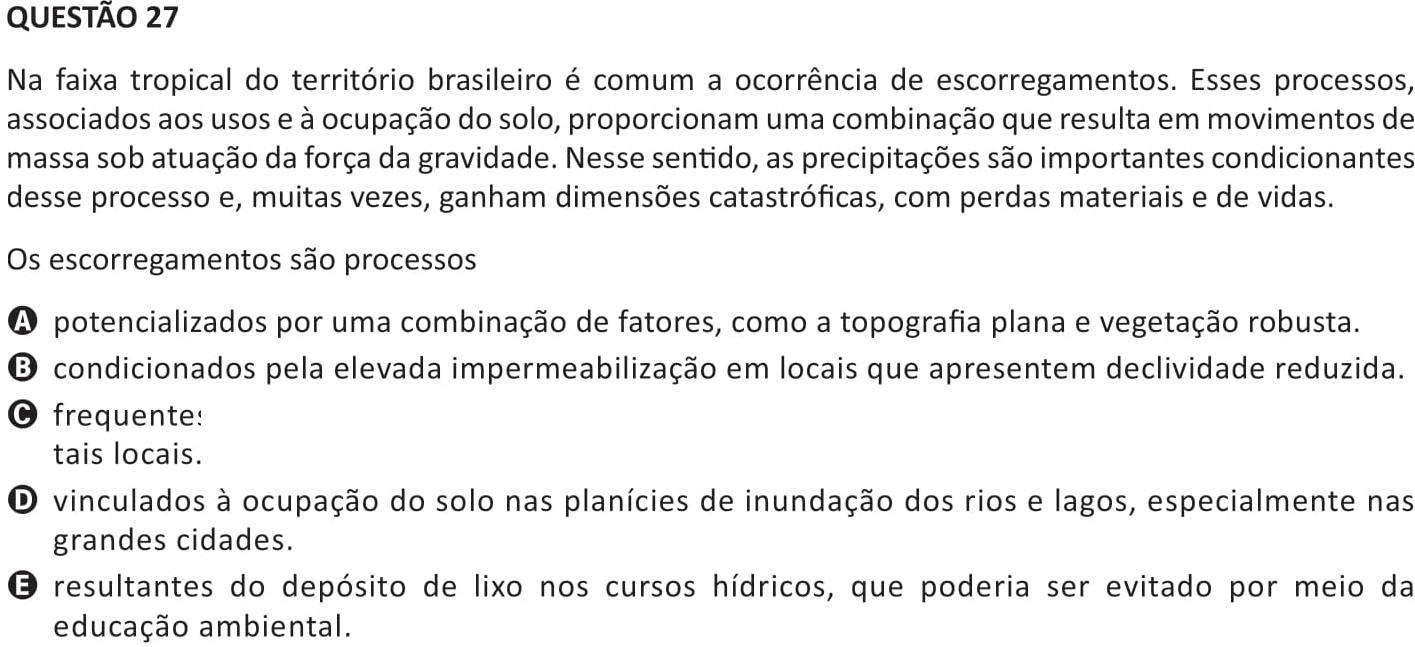 QUESTÃO 27
Na faixa tropical do território brasileiro é comum a ocorrência de escorregamentos. Esses processos,
associados aos usos e à ocupação do solo, proporcionam uma combinação que resulta em movimentos de
massa sob atuação da força da gravidade. Nesse sentido, as precipitações são importantes condicionantes
desse processo e, muitas vezes, ganham dimensões catastróficas, com perdas materiais e de vidas.
Os escorregamentos são processos
A potencializados por uma combinação de fatores, como a topografia plana e vegetação robusta.
B condicionados pela elevada impermeabilização em locais que apresentem declividade reduzida.
C
tais locais.
D vinculados à ocupação do solo nas planícies de inundação dos rios e lagos, especialmente nas
grandes cidades.
E resultantes do depósito de lixo nos cursos hídricos, que poderia ser evitado por meio da
educação ambiental.